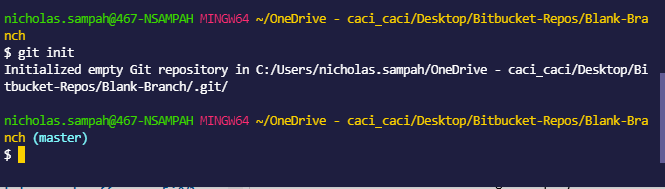 nicholas.sampah@467-NSAMPAH MINGW64 ~/OneDrive - caci_caci/Desktop/Bitbucket-Repos/Blank-Bra
nch
$ git init
Initialized empty Git repository in C:/Users/nicholas.sampah/OneDrive - caci_caci/Desktop/Bi
tbucket-Repos/Blank-Branch/.git/
nicholas.sampah@467-NSAMPAH MINGW64 ~/OneDrive - caci_caci/Desktop/Bitbucket-Repos/Blank-Bra
nch (master)
$